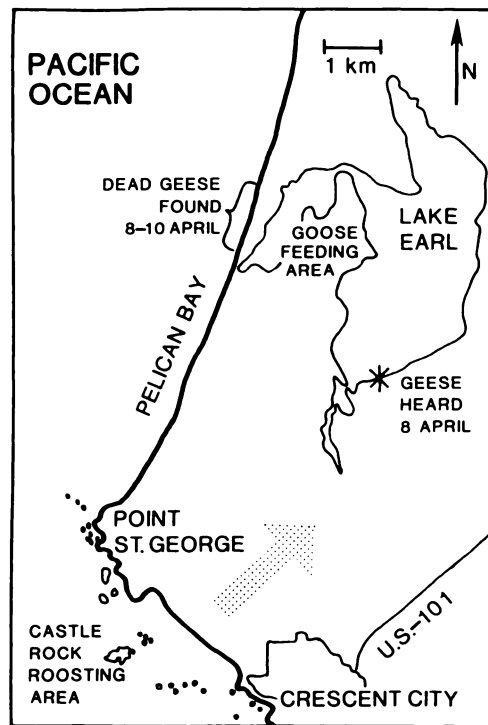 PACIFIC
OCEAN
1 km
N
DEAD GEESE
FOUND
8–10 APRIL
GOOSE
FEEDING
AREA
LAKE
EARL
PELICAN BAY
GEESE
HEARD
8 APRIL
POINT
ST. GEORGE
CASTLE
ROCK
ROOSTING
AREA
U.S.–101
CRESCENT CITY